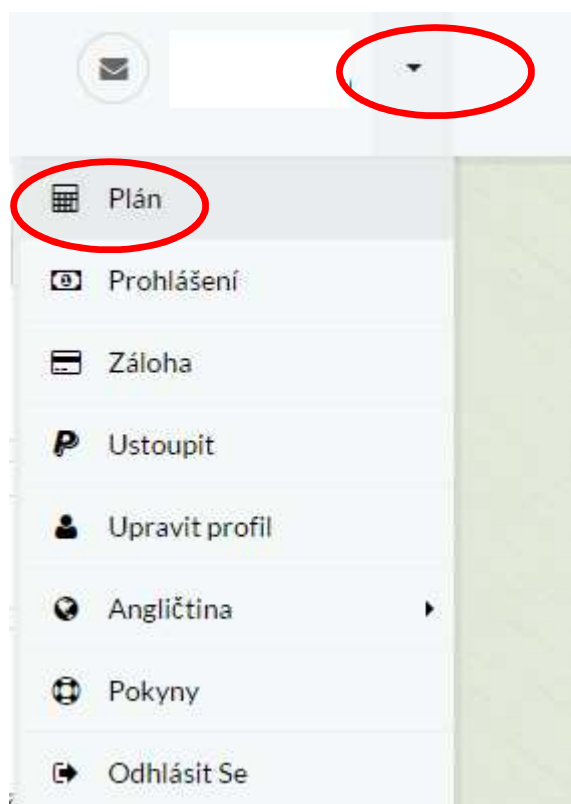 Plán
Prohlášení
Záloha
Ustoupit
Upravit profil
Angličtina
Pokyny
Odhlásit Se